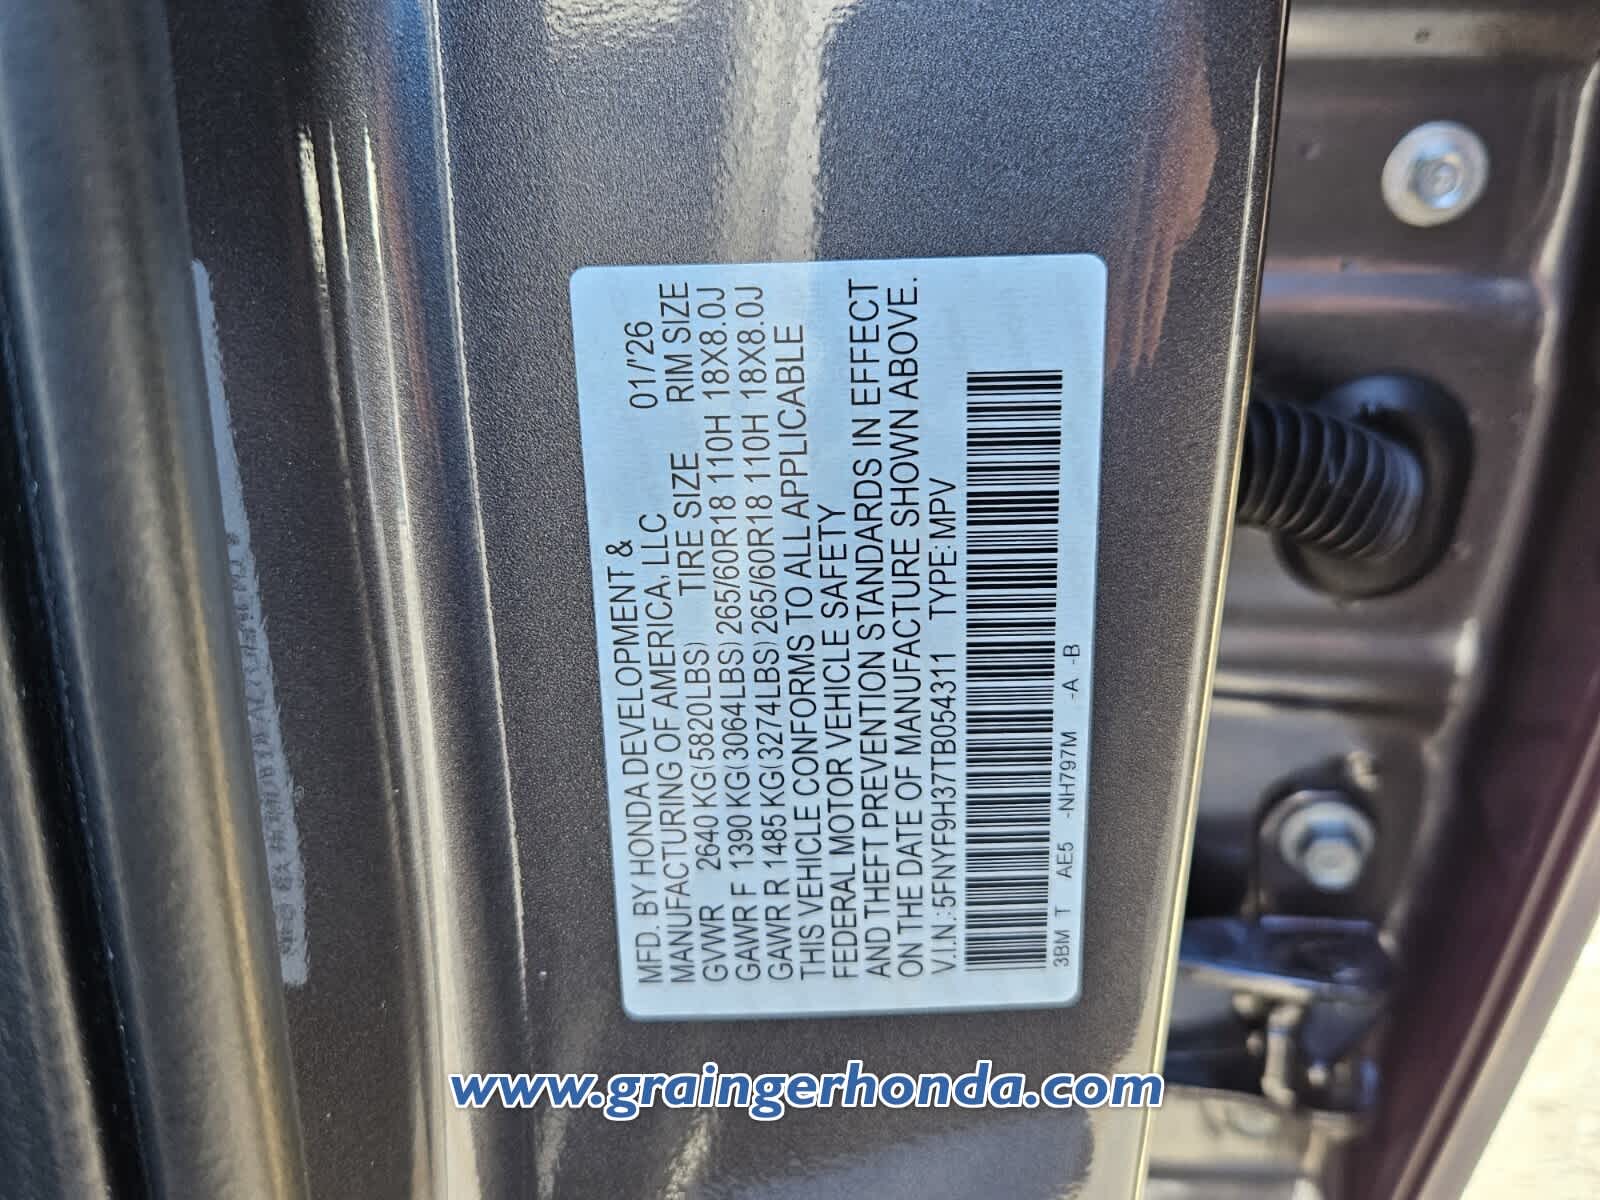 MFD. BY HONDA DEVELOPMENT &
MANUFACTURING OF AMERICA, LLC 01/'26
GVWR 2640 KG(5820LBS) TIRE SIZE RIM SIZE
GAWR F 1390 KG(3064LBS) 265/60R18 110H 18X8.0J
GAWR R 1485 KG(3274LBS) 265/60R18 110H 18X8.0J
THIS VEHICLE CONFORMS TO ALL APPLICABLE
FEDERAL MOTOR VEHICLE SAFETY
AND THEFT PREVENTION STANDARDS IN EFFECT
ON THE DATE OF MANUFACTURE SHOWN ABOVE.
V.I.N.:5FNYF9H37TB054311 TYPE:MPV
3BM T AE5 -NH797M -A -B
www.graingerhonda.com